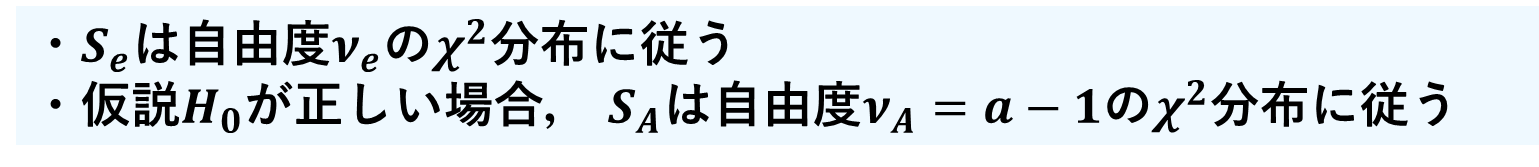 ・𝑺ₑは自由度𝝂ₑの𝝌²分布に従う
・仮説𝑯₀が正しい場合， 𝑺_Aは自由度𝝂_A = 𝒂 − 𝟏の𝝌²分布に従う